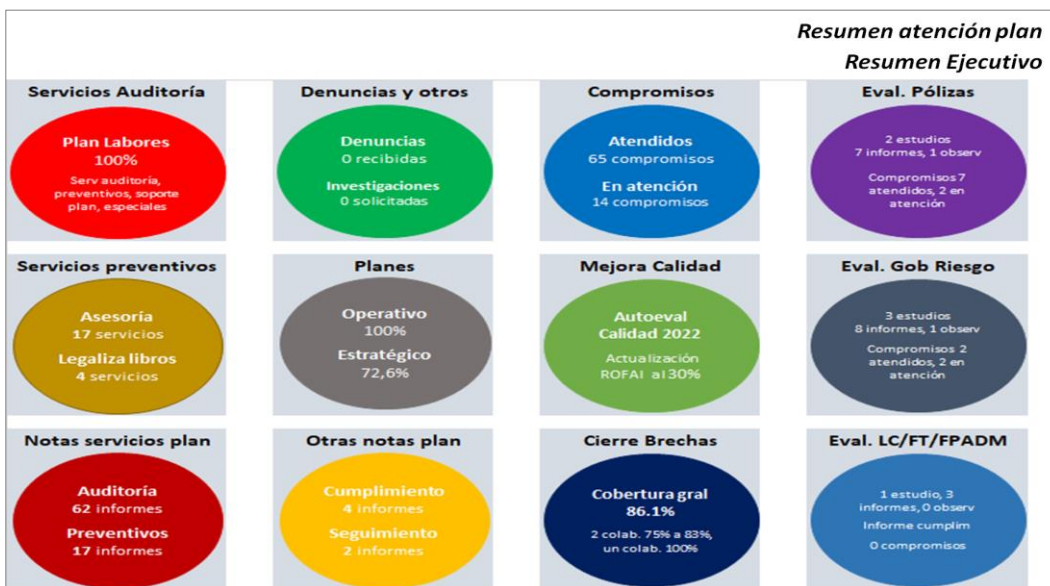 Resumen atención plan
Resumen Ejecutivo
Servicios Auditoría
Plan Labores
100%
Serv auditoría,
preventivos, soporte
plan, especiales
Denuncias y otros
Denuncias
0 recibidas
Investigaciones
0 solicitadas
Compromisos
Atendidos
65 compromisos
En atención
14 compromisos
Eval. Pólizas
2 estudios
7 informes, 1 observ
Compromisos 7
atendidos, 2 en
atención
Servicios preventivos
Asesoría
17 servicios
Legaliza libros
4 servicios
Planes
Operativo
100%
Estratégico
72,6%
Mejora Calidad
Autoeval
Calidad 2022
Actualización
ROFAI al 30%
Eval. Gob Riesgo
3 estudios
8 informes, 1 observ
Compromisos 2
atendidos, 2 en
atención
Notas servicios plan
Auditoría
62 informes
Preventivos
17 informes
Otras notas plan
Cumplimiento
4 informes
Seguimiento
2 informes
Cierre Brechas
Cobertura gral
86.1%
2 colab. 75% a 83%,
un colab. 100%
Eval. LC/FT/FPADM
1 estudio, 3
informes, 0 observ
Informe cumplim
0 compromisos